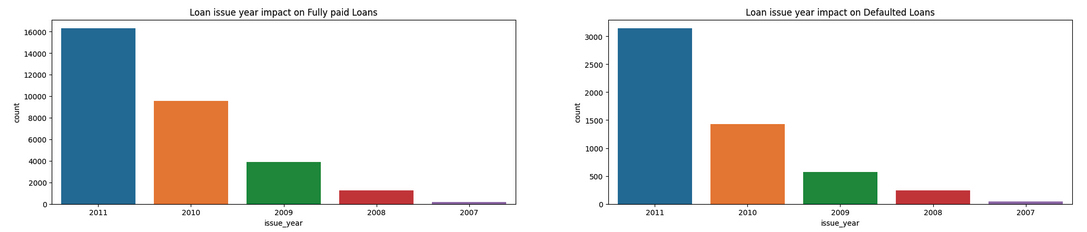 Loan issue year impact on Fully paid Loans
16000
14000
12000
10000
8000
6000
4000
2000
0
count
2011 2010 2009 2008 2007
issue_year
Loan issue year impact on Defaulted Loans
3000
2500
2000
1500
1000
500
0
count
2011 2010 2009 2008 2007
issue_year